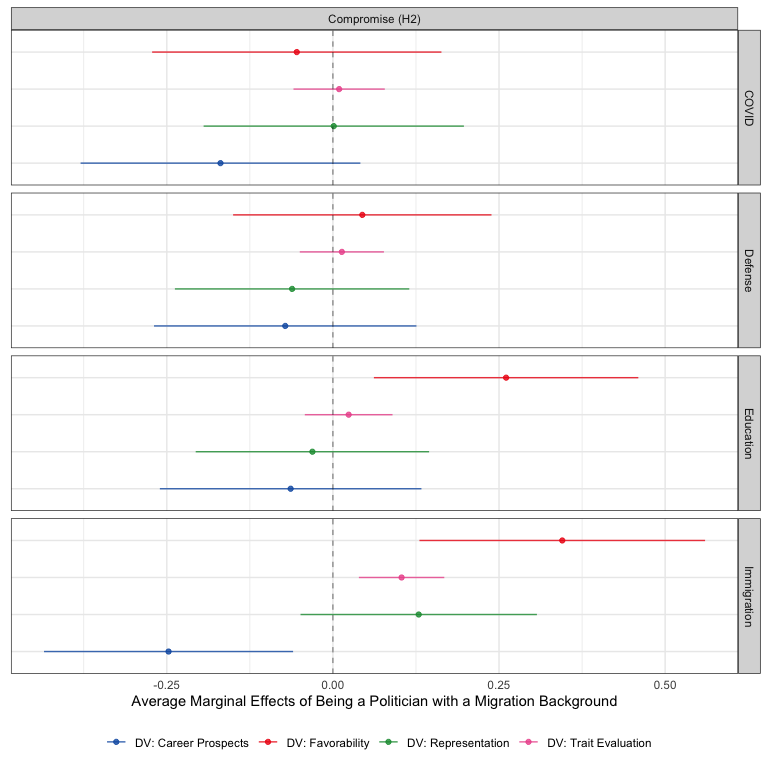 Compromise (H2)
COVID
Defense
Education
Immigration
-0.25 0.00 0.25 0.50
Average Marginal Effects of Being a Politician with a Migration Background
DV: Career Prospects DV: Favorability DV: Representation DV: Trait Evaluation